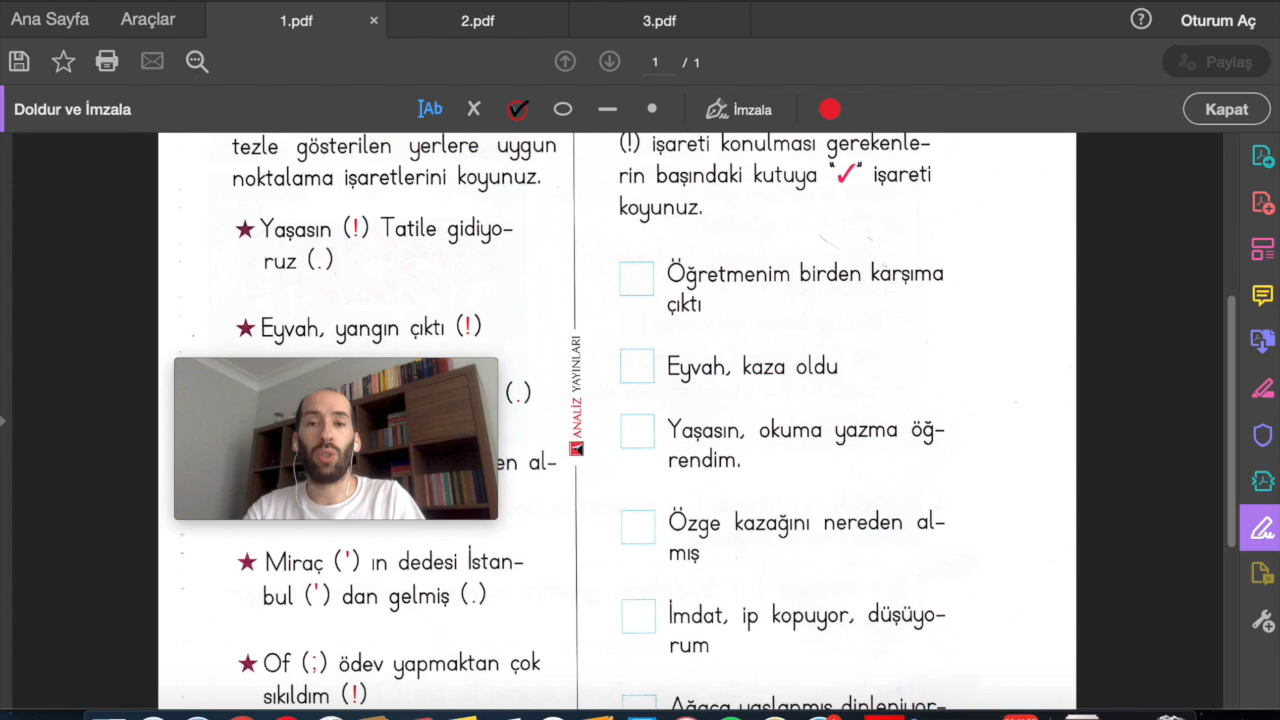 Ana Sayfa
Araçlar
1.pdf
×
2.pdf
3.pdf
?
Oturum Aç
1 / 1
Paylaş
Doldur ve İmzala
Ab
İmzala
Kapat
tezle gösterilen yerlere uygun
noktalama işaretlerini koyunuz.
★ Yaşasın (!) Tatile gidiyo-
ruz (.)
★ Eyvah, yangın çıktı (!)
(.)
en al-
★ Miraç (') ın dedesi İstan-
bul (') dan gelmiş (.)
★ Of (;) ödev yapmaktan çok
sıkıldım (!)
ANALİZ YAYINLARI
(!) işareti konulması gerekenle-
rin başındaki kutuya "✓" işareti
koyunuz.
Öğretmenim birden karşıma
çıktı
Eyvah, kaza oldu
Yaşasın, okuma yazma öğ-
rendim.
Özge kazağını nereden al-
mış
İmdat, ip kopuyor, düşüyo-
rum
Ağaca yaslanmış dinleniyor-